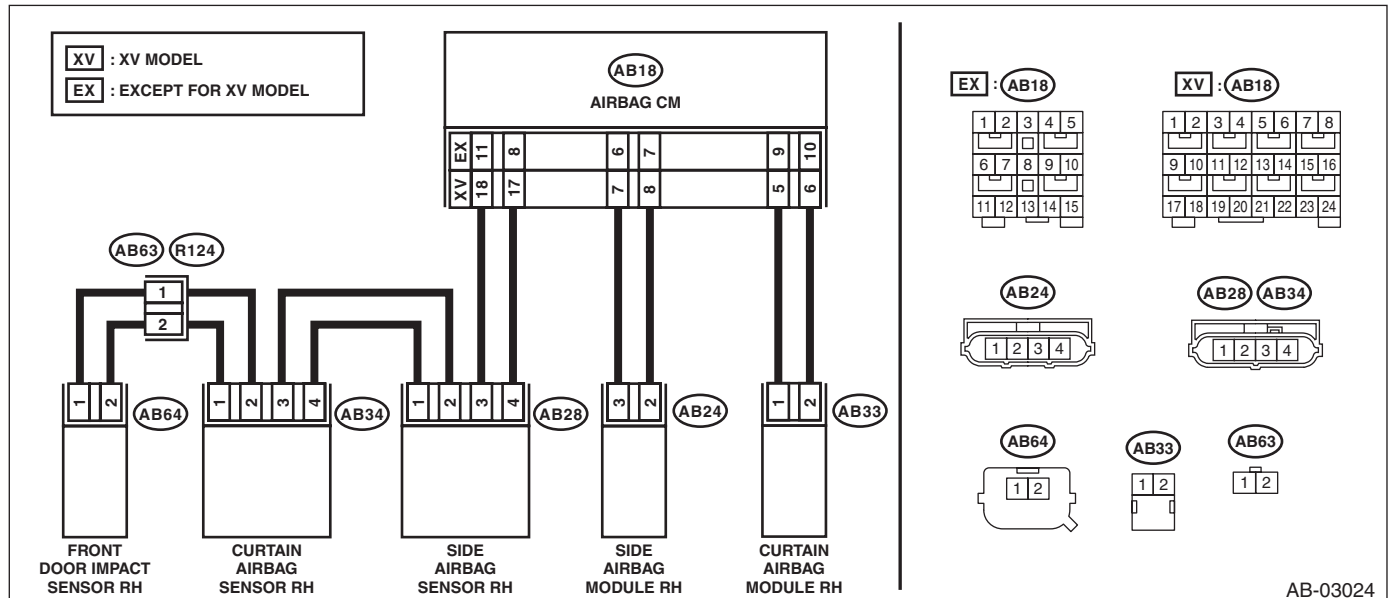 XV : XV MODEL
EX : EXCEPT FOR XV MODEL
AB18
AIRBAG CM
EX 11 8 6 7 9 10
XV 18 17 7 8 5 6
AB63 R124
1
2
1 2 AB64
1 2 3 4 AB34
1 2 3 4 AB28
3 2 AB24
1 2 AB33
FRONT
DOOR IMPACT
SENSOR RH
CURTAIN
AIRBAG
SENSOR RH
SIDE
AIRBAG
SENSOR RH
SIDE
AIRBAG
MODULE RH
CURTAIN
AIRBAG
MODULE RH
EX : AB18
1 2 3 4 5
6 7 8 9 10
11 12 13 14 15
XV : AB18
1 2 3 4 5 6 7 8
9 10 11 12 13 14 15 16
17 18 19 20 21 22 23 24
AB24
1 2 3 4
AB28 AB34
1 2 3 4
AB64
1 2
AB33
1 2
AB63
1 2
AB-03024